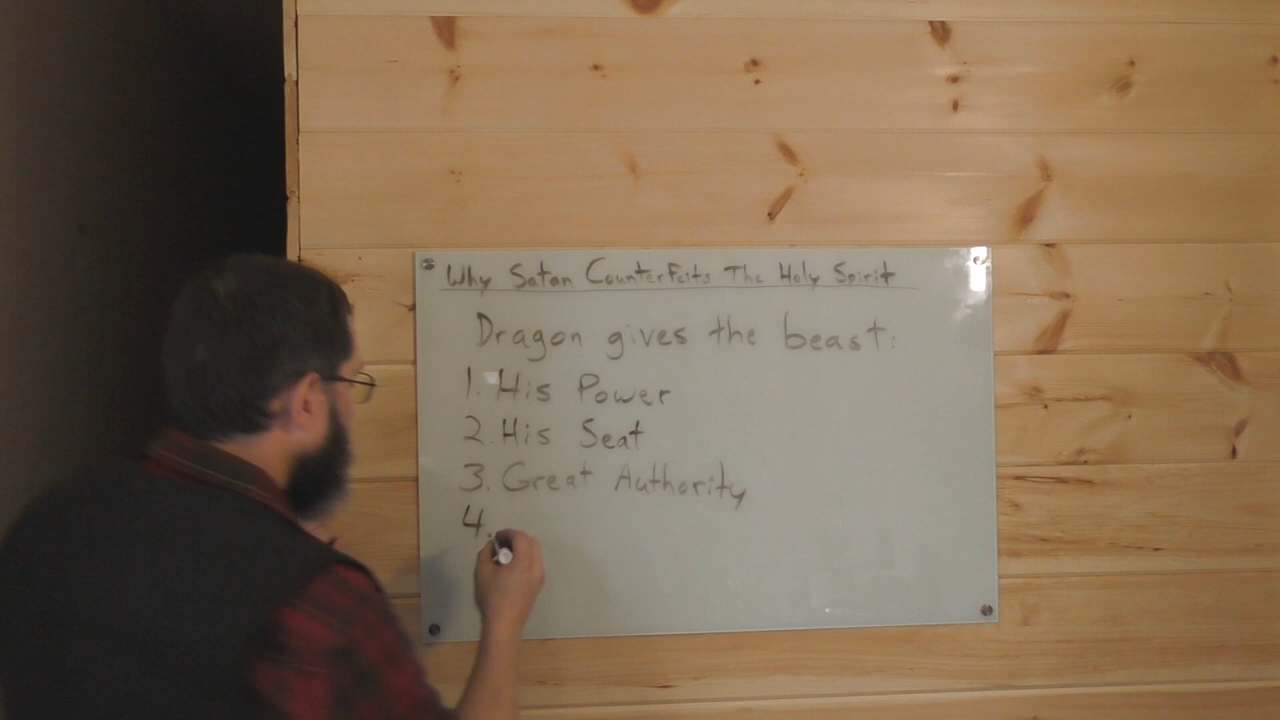 Why Satan Counterfeits The Holy Spirit
Dragon gives the beast:
1. His Power
2. His Seat
3. Great Authority
4.